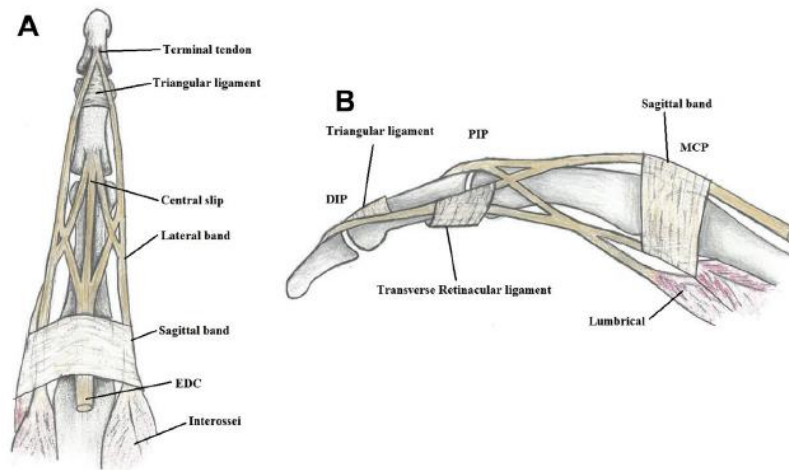 A
Terminal tendon
Triangular ligament
Central slip
Lateral band
Sagittal band
EDC
Interossei
B
Sagittal band
Triangular ligament
PIP
MCP
DIP
Transverse Retinacular ligament
Lumbrical